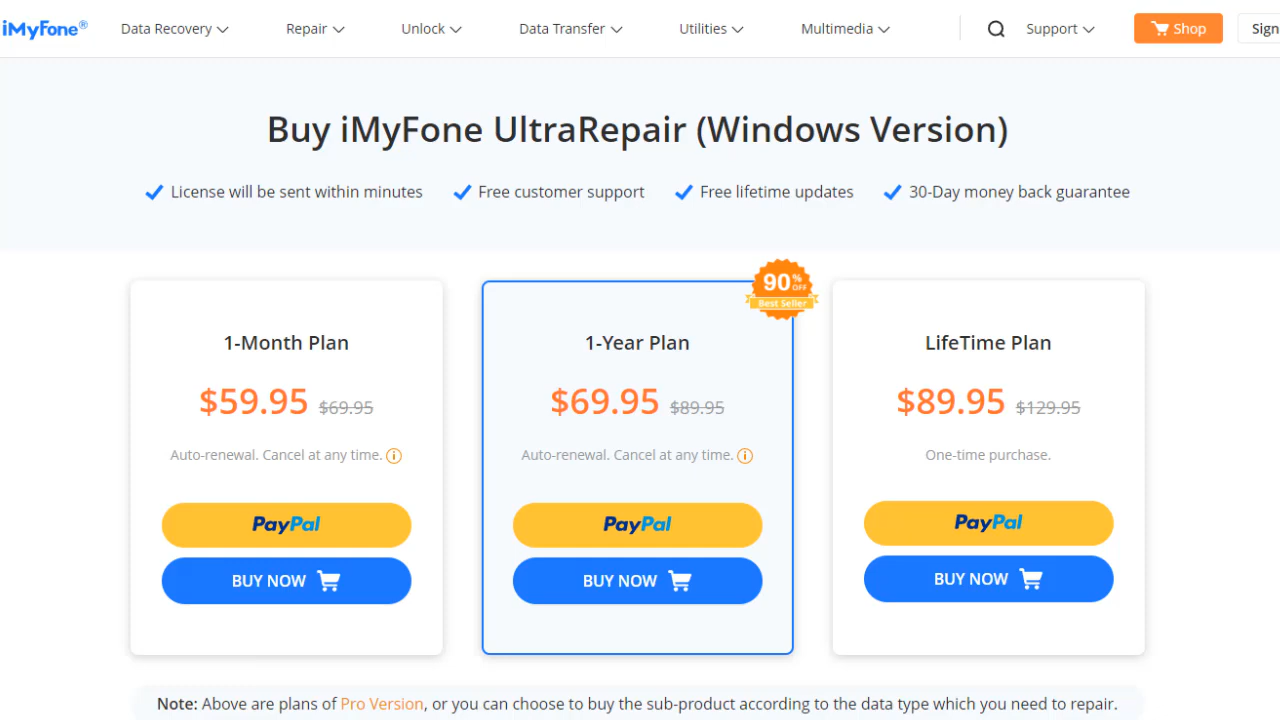 iMyFone® Data Recovery Repair Unlock Data Transfer Utilities Multimedia Support Shop Sign
Buy iMyFone UltraRepair (Windows Version)
License will be sent within minutes Free customer support Free lifetime updates 30-Day money back guarantee
90% OFF
Best Seller
1-Month Plan
$59.95 $69.95
Auto-renewal. Cancel at any time.
PayPal
BUY NOW
1-Year Plan
$69.95 $89.95
Auto-renewal. Cancel at any time.
PayPal
BUY NOW
LifeTime Plan
$89.95 $129.95
One-time purchase.
PayPal
BUY NOW
Note: Above are plans of Pro Version, or you can choose to buy the sub-product according to the data type which you need to repair.